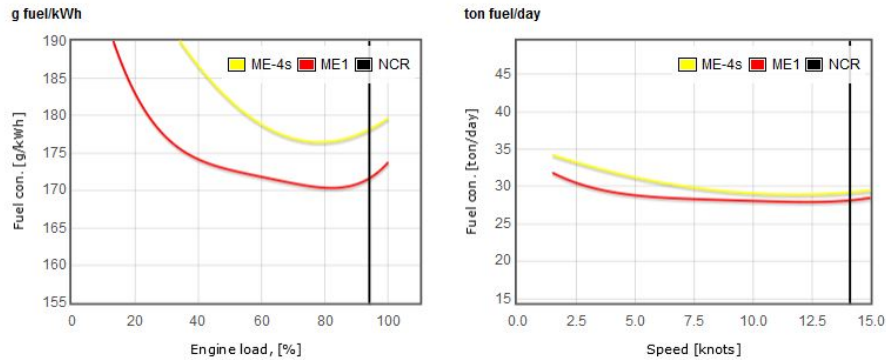 g fuel/kWh
190
185
180
175
170
165
160
155
Fuel con. [g/kWh]
ME-4s ME1 NCR
0 20 40 60 80 100
Engine load, [%]
ton fuel/day
45
40
35
30
25
20
15
Fuel con. [ton/day]
ME-4s ME1 NCR
0.0 2.5 5.0 7.5 10.0 12.5 15.0
Speed [knots]